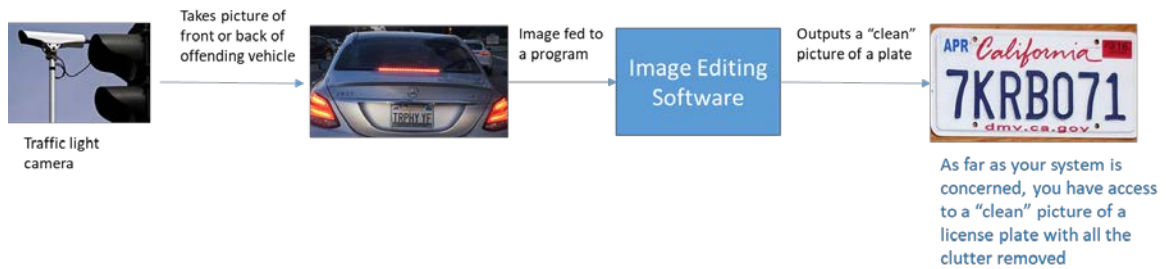 Takes picture of
front or back of
offending vehicle
Image fed to
a program
Outputs a “clean”
picture of a plate
Image Editing
Software
Traffic light
camera
APR
California
7KRB071
dmv.ca.gov
As far as your system is
concerned, you have access
to a “clean” picture of a
license plate with all the
clutter removed